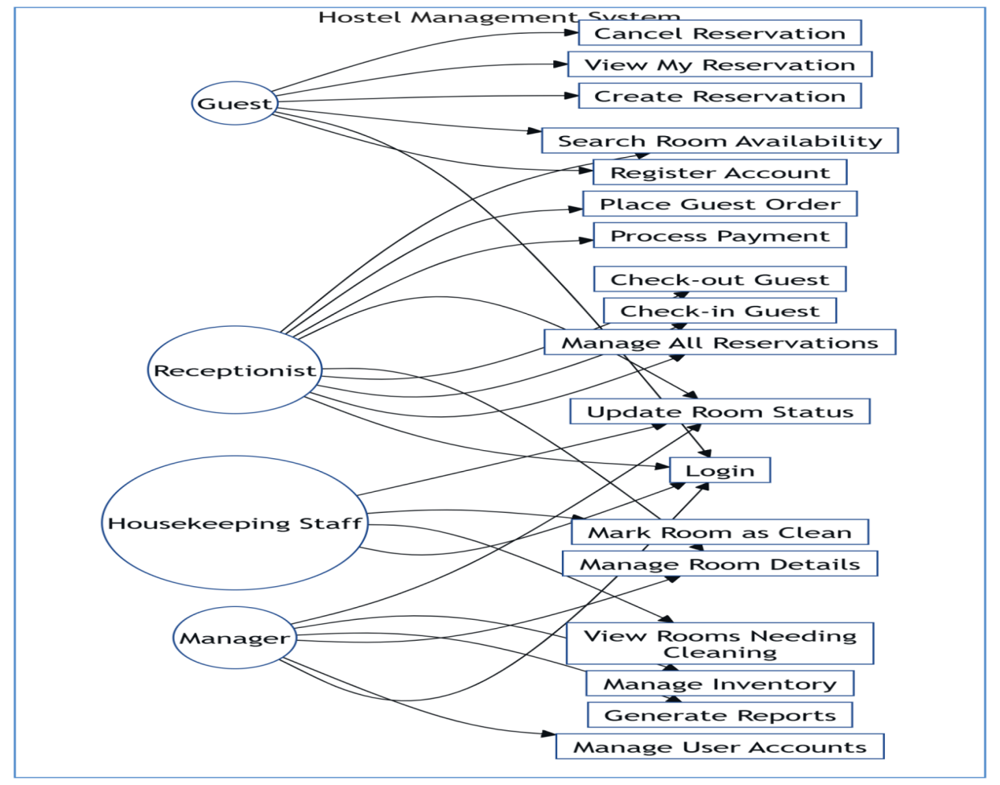 Hostel Management System
Cancel Reservation
View My Reservation
Create Reservation
Guest
Search Room Availability
Register Account
Place Guest Order
Process Payment
Check-out Guest
Check-in Guest
Manage All Reservations
Receptionist
Update Room Status
Login
Housekeeping Staff
Mark Room as Clean
Manage Room Details
Manager
View Rooms Needing
Cleaning
Manage Inventory
Generate Reports
Manage User Accounts